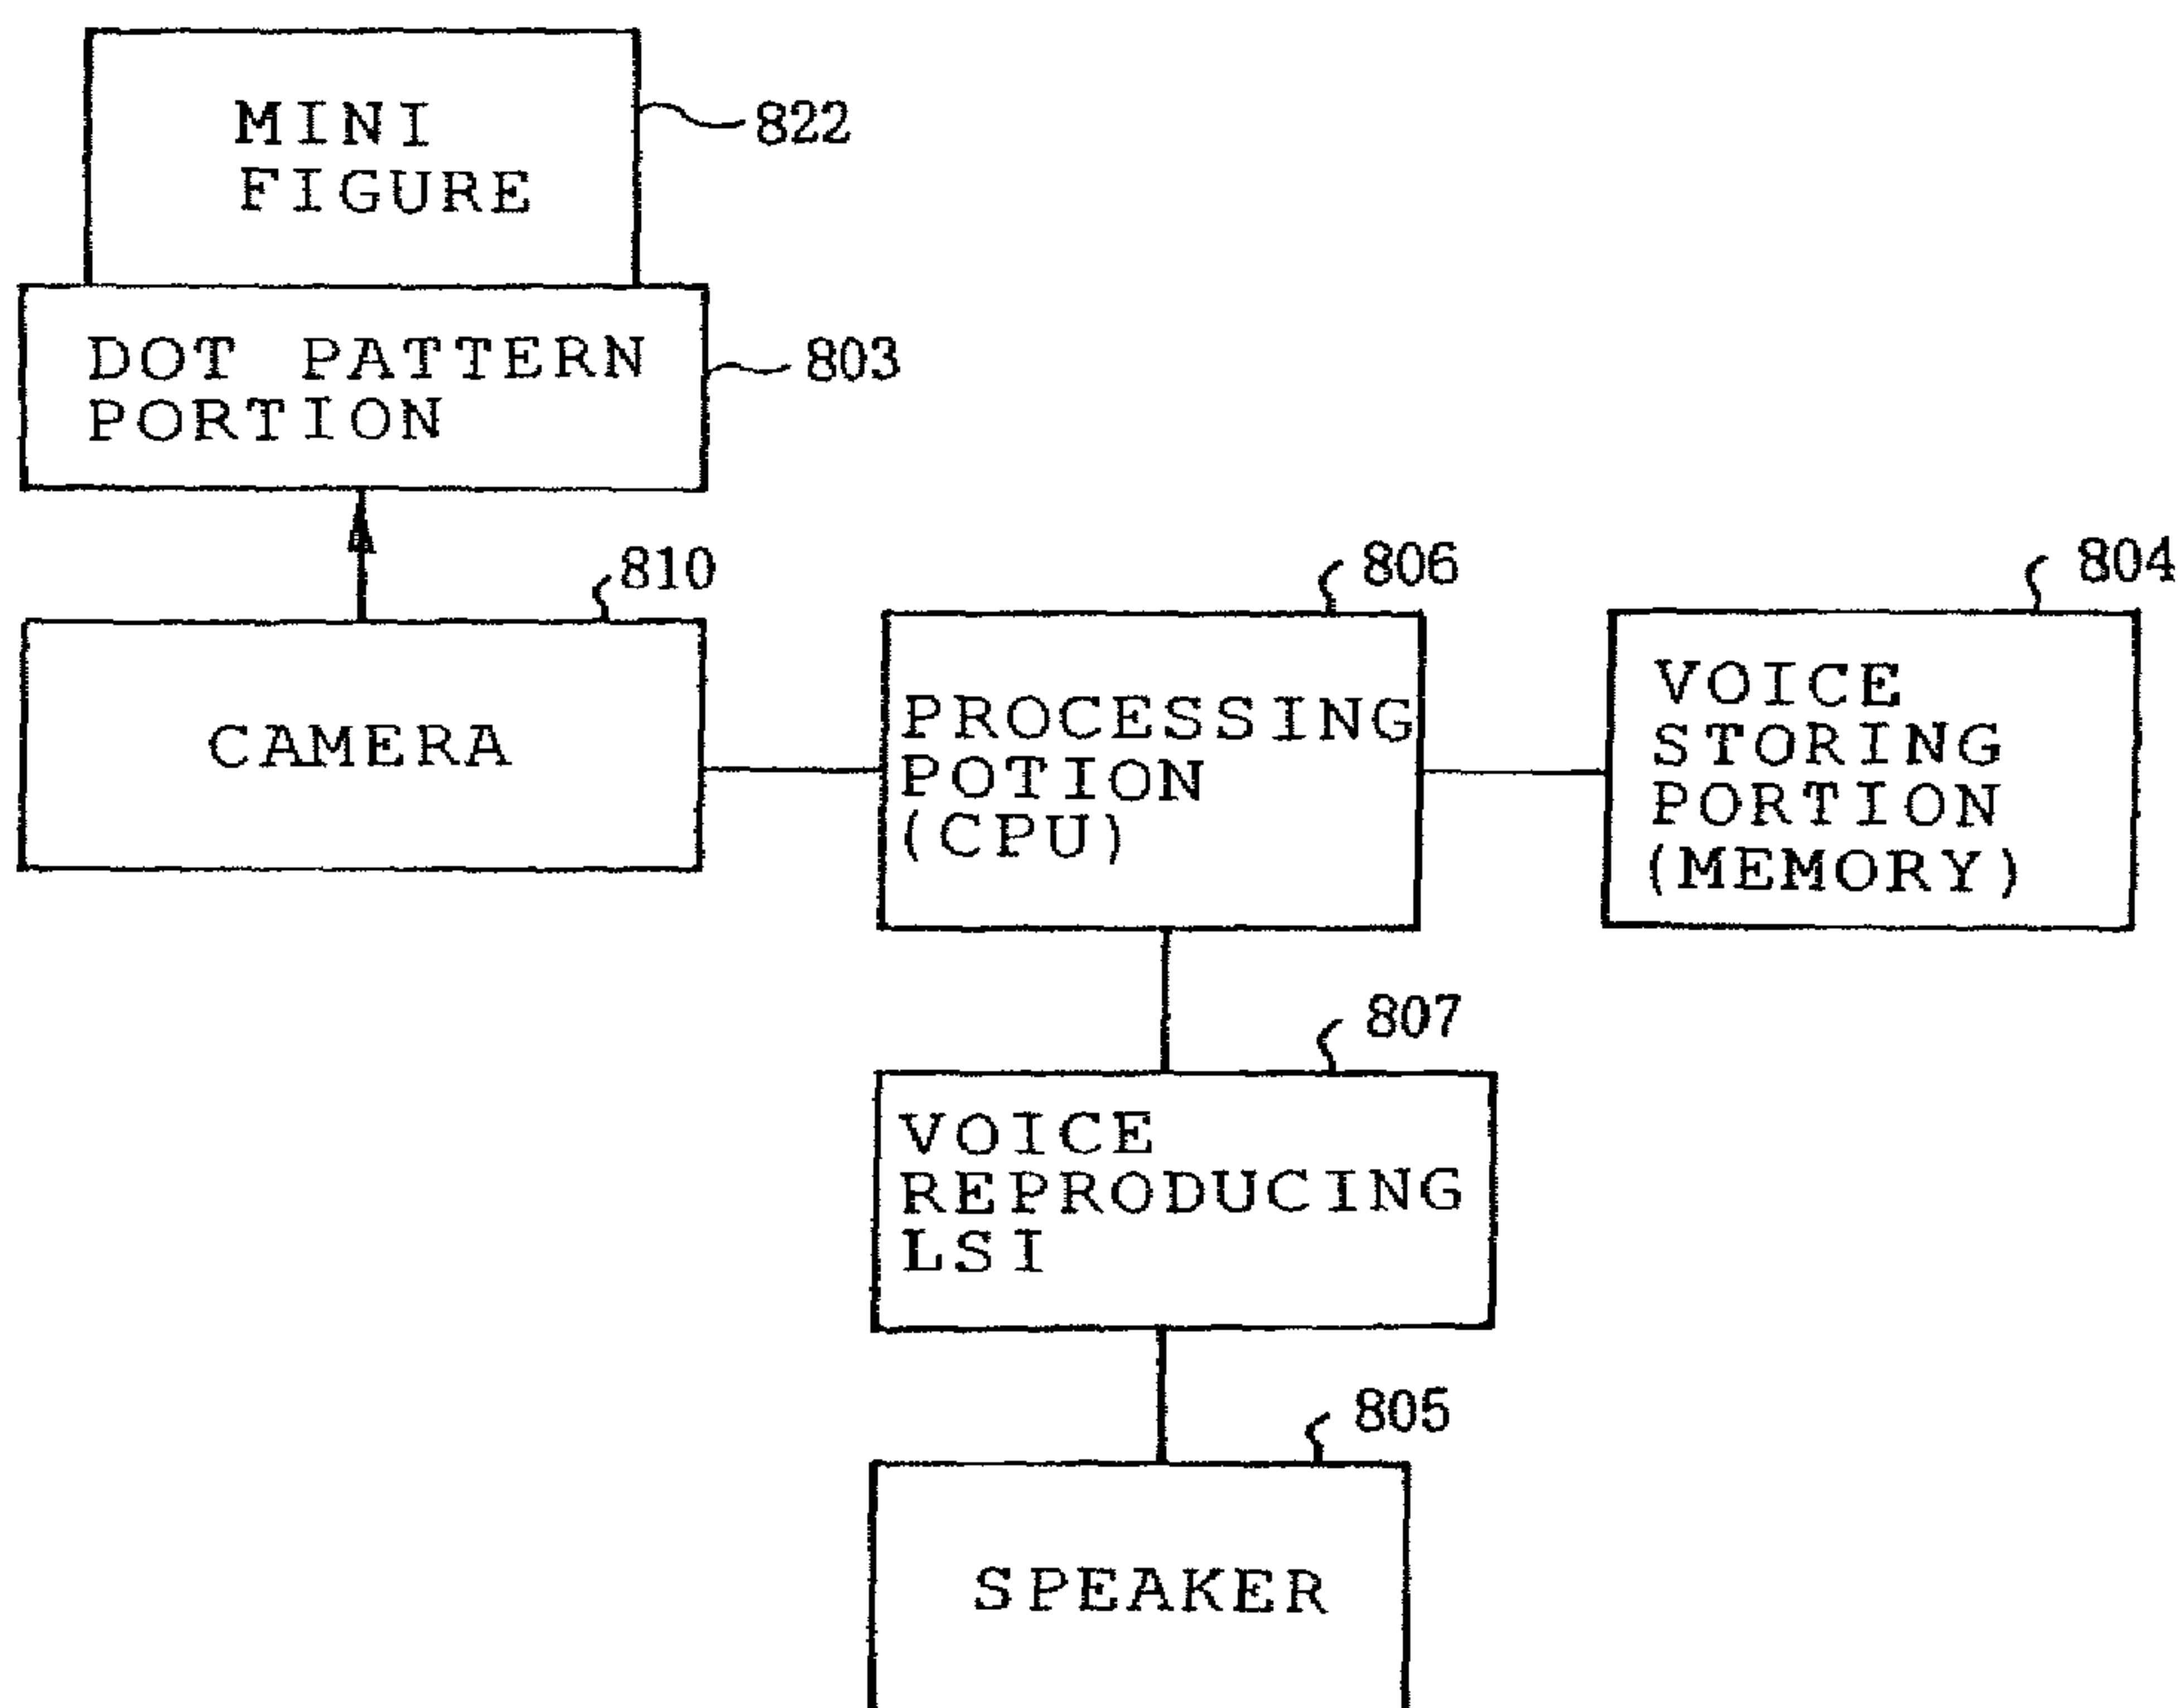 MINI
FIGURE
822
DOT PATTERN
PORTION
803
810
CAMERA
806
PROCESSING
POTION
(CPU)
804
VOICE
STORING
PORTION
(MEMORY)
807
VOICE
REPRODUCING
LSI
805
SPEAKER